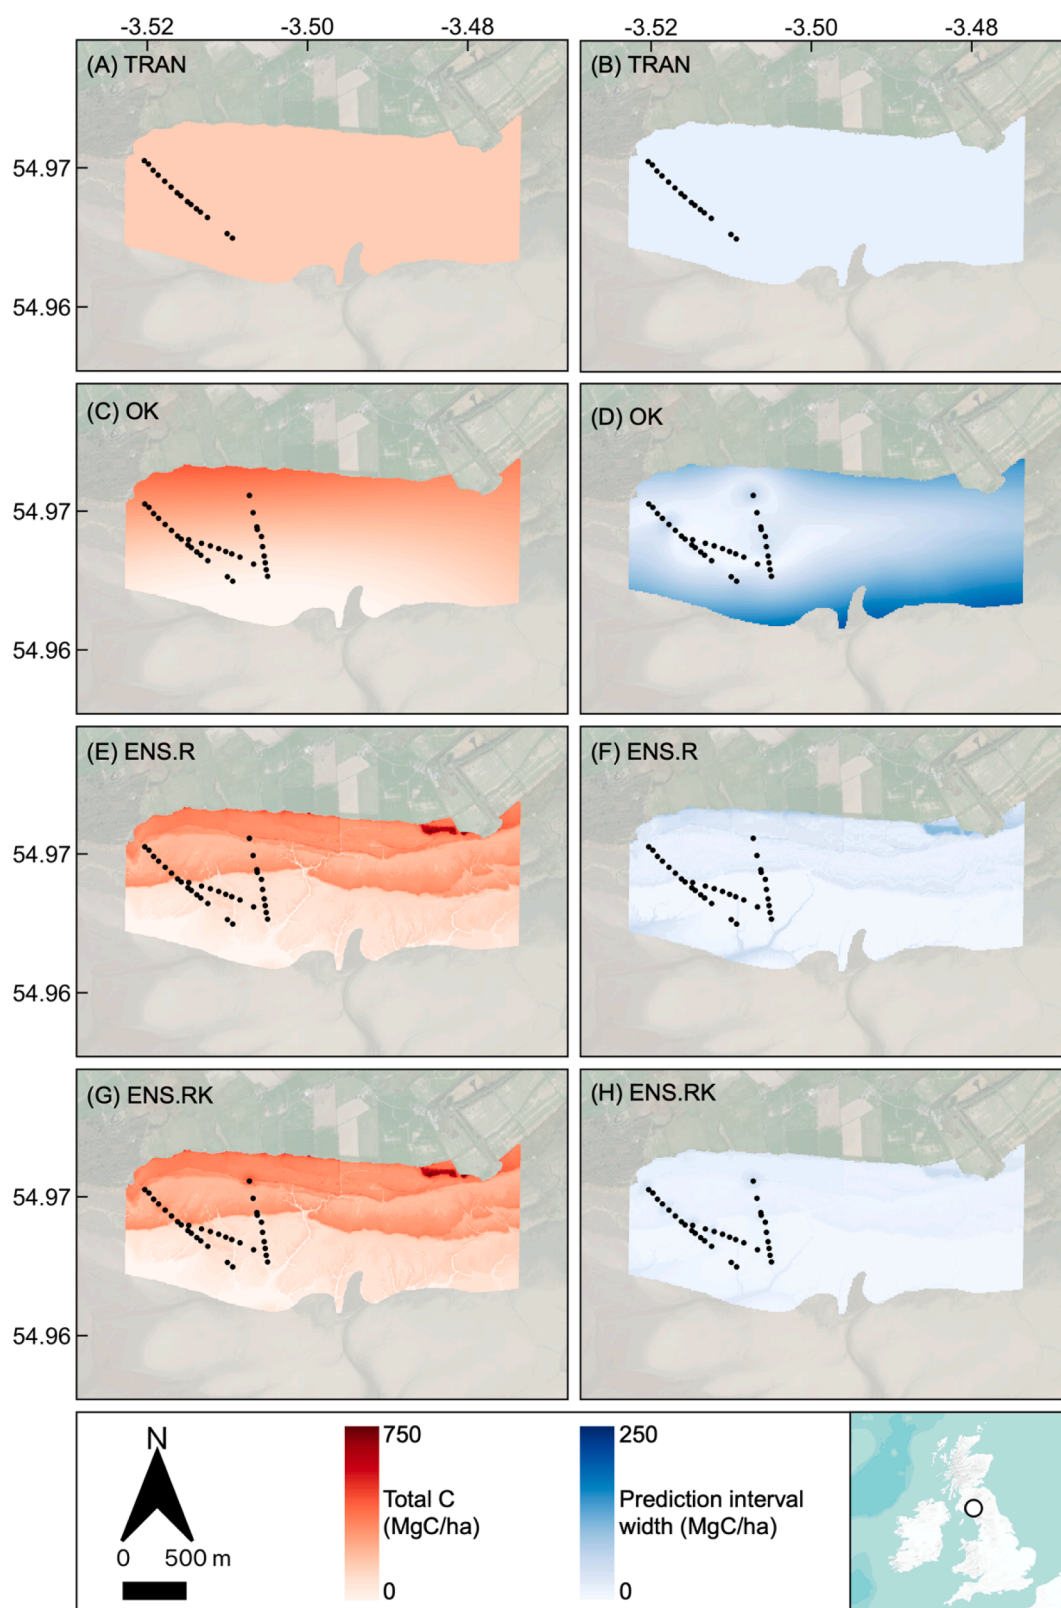 -3.52 -3.50 -3.48 -3.52 -3.50 -3.48
(A) TRAN (B) TRAN
54.97
54.96
(C) OK (D) OK
54.97
54.96
(E) ENS.R (F) ENS.R
54.97
54.96
(G) ENS.RK (H) ENS.RK
54.97
54.96
N 750 250
Total C Prediction interval
(MgC/ha) width (MgC/ha)
0 500 m
0 0